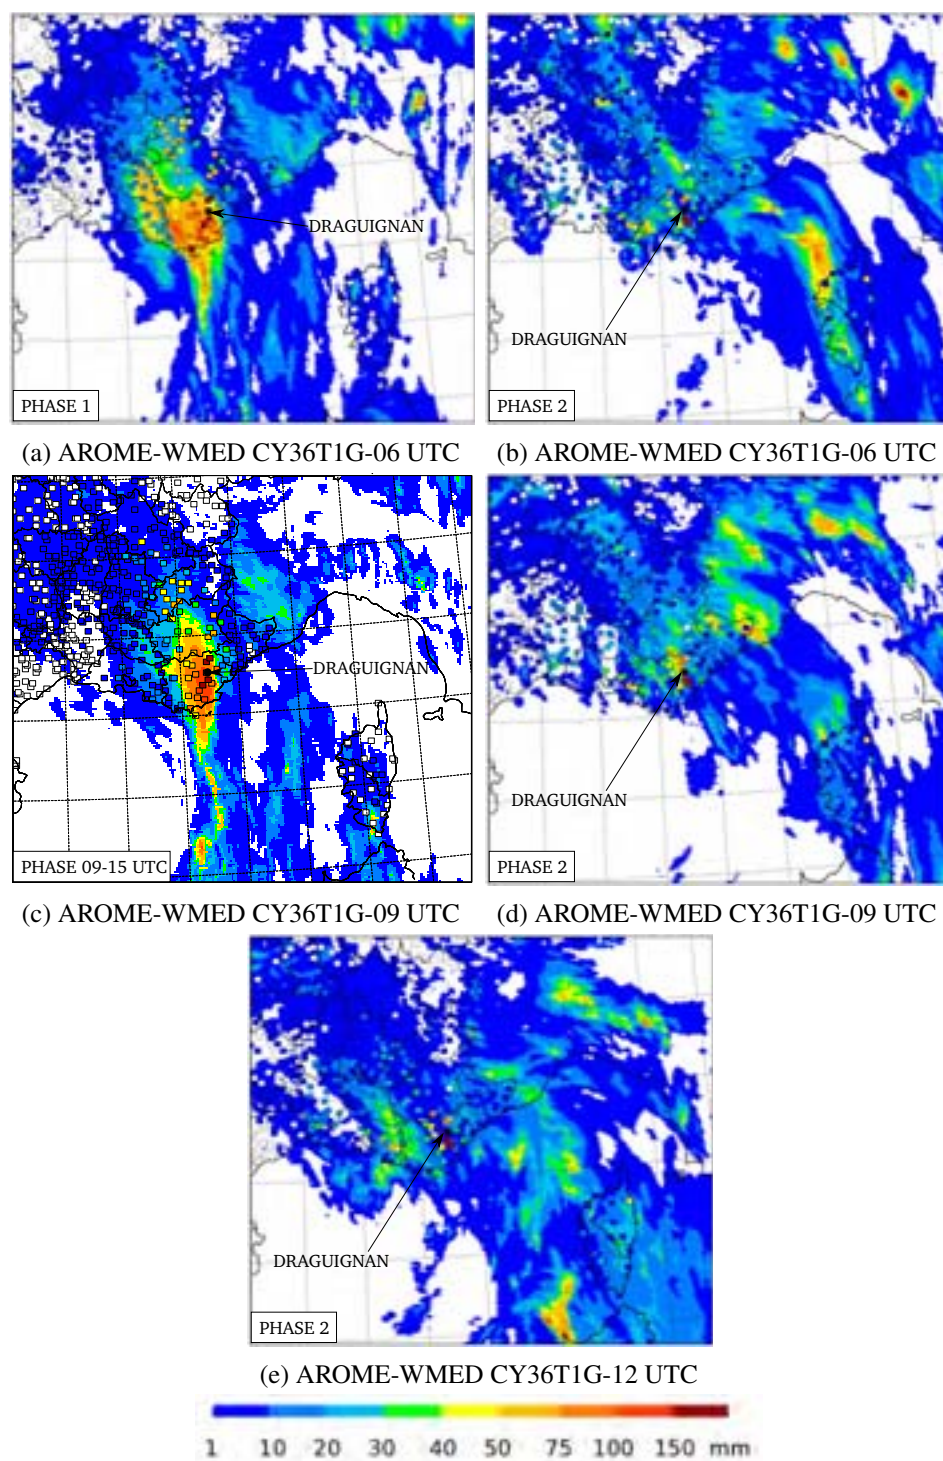 DRAGUIGNAN
PHASE 1
DRAGUIGNAN
PHASE 2
(a) AROME-WMED CY36T1G-06 UTC
(b) AROME-WMED CY36T1G-06 UTC
DRAGUIGNAN
PHASE 09-15 UTC
DRAGUIGNAN
PHASE 2
(c) AROME-WMED CY36T1G-09 UTC
(d) AROME-WMED CY36T1G-09 UTC
DRAGUIGNAN
PHASE 2
(e) AROME-WMED CY36T1G-12 UTC
1 10 20 30 40 50 75 100 150 mm